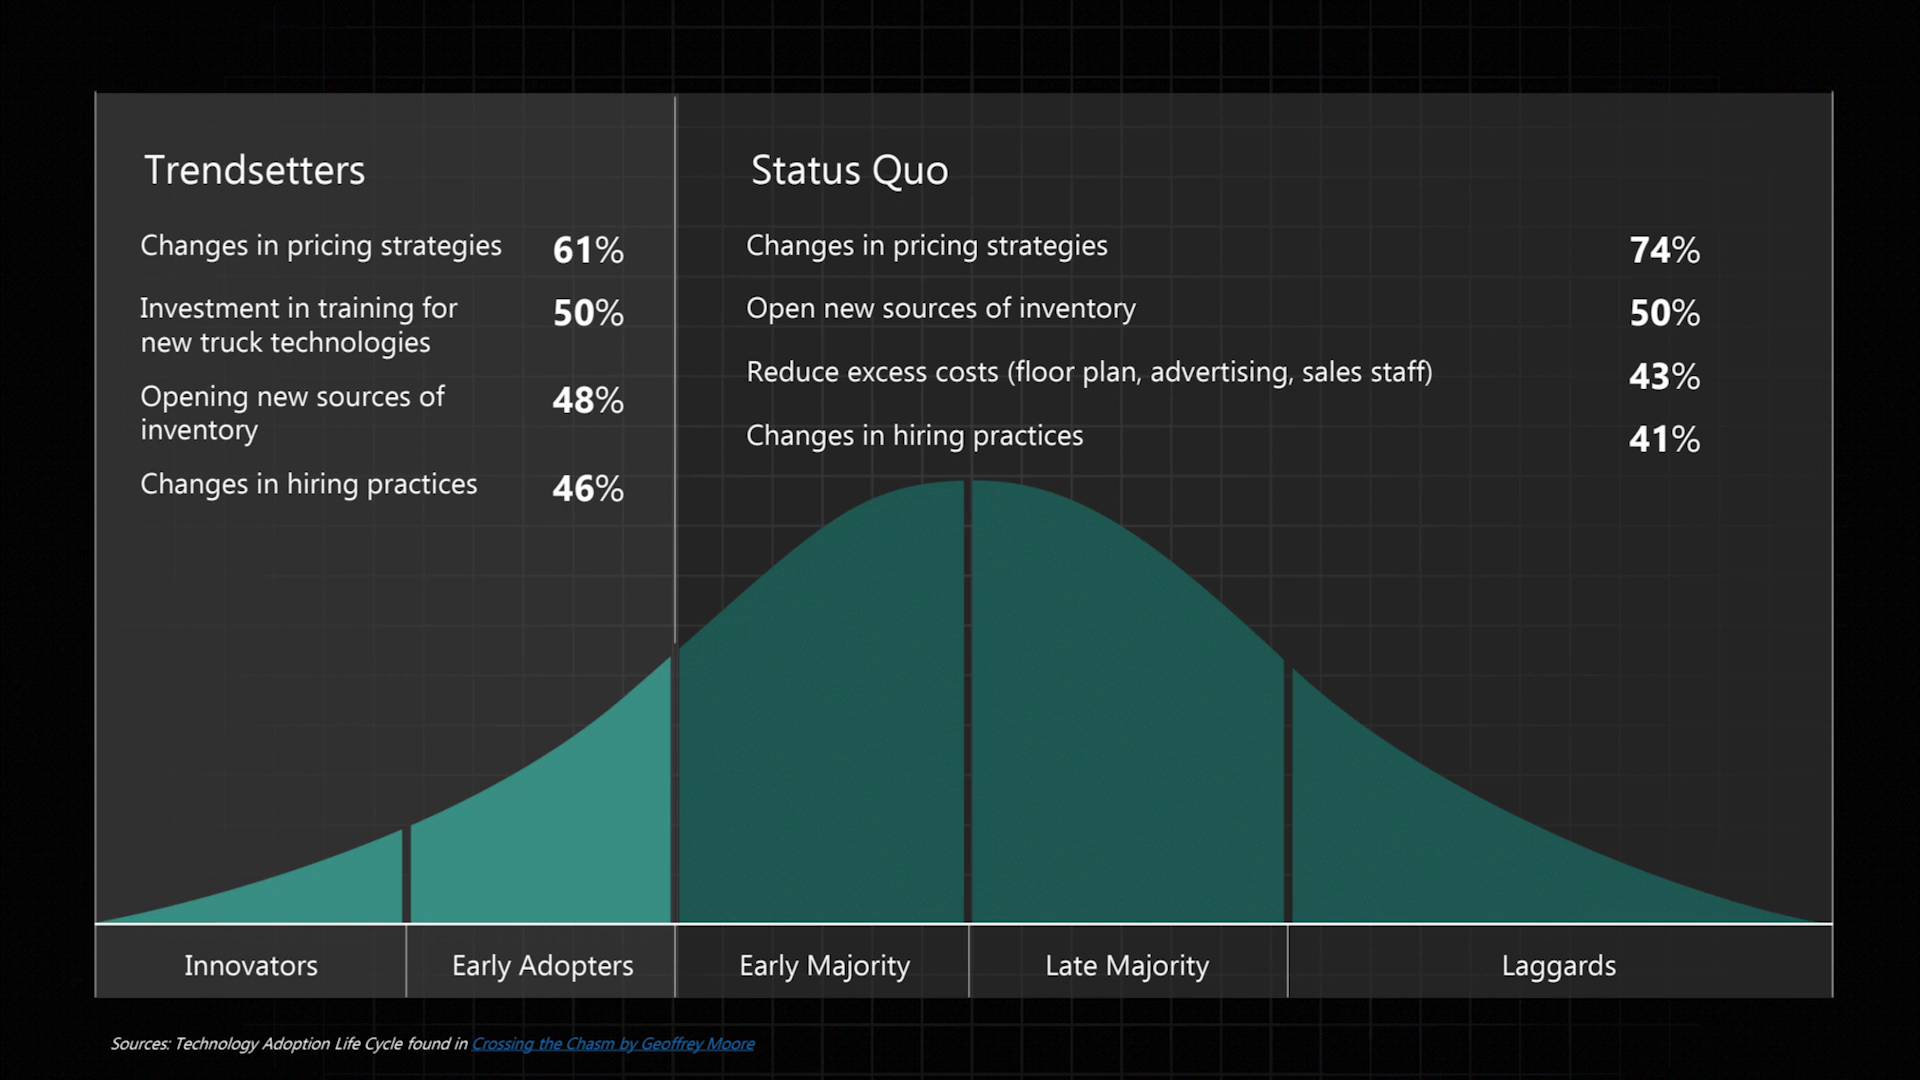 Trendsetters
Changes in pricing strategies 61%
Investment in training for 50%
new truck technologies
Opening new sources of 48%
inventory
Changes in hiring practices 46%
Status Quo
Changes in pricing strategies 74%
Open new sources of inventory 50%
Reduce excess costs (floor plan, advertising, sales staff) 43%
Changes in hiring practices 41%
Innovators
Early Adopters
Early Majority
Late Majority
Laggards
Sources: Technology Adoption Life Cycle found in Crossing the Chasm by Geoffrey Moore